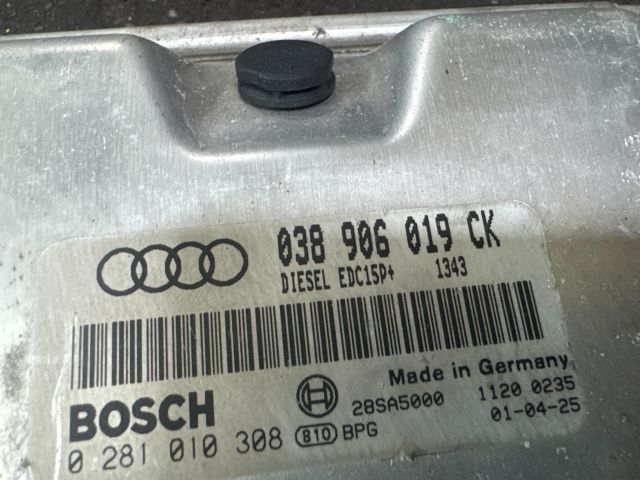 038 906 019 CK
DIESEL EDC15P+ 1343
Made in Germany
BOSCH 28SA5000 1120 0235
0 281 010 308 810 BPG 01-04-25